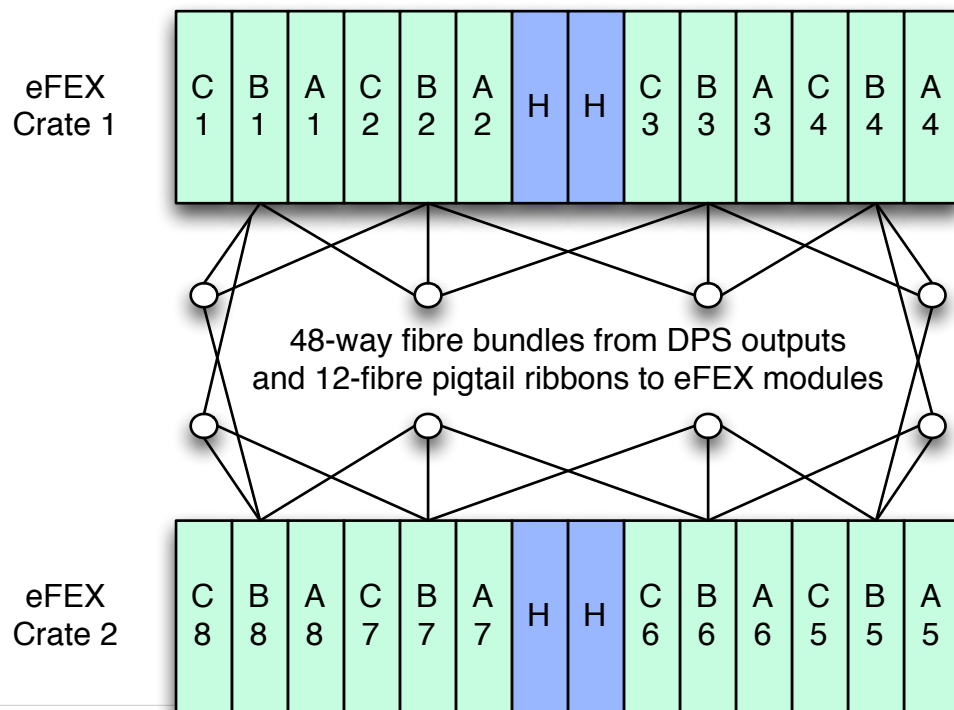 eFEX
Crate 1
C B A C B A H H C B A C B A
1 1 1 2 2 2 3 3 3 4 4 4
48-way fibre bundles from DPS outputs
and 12-fibre pigtail ribbons to eFEX modules
eFEX
Crate 2
C B A C B A H H C B A C B A
8 8 8 7 7 7 6 6 6 5 5 5